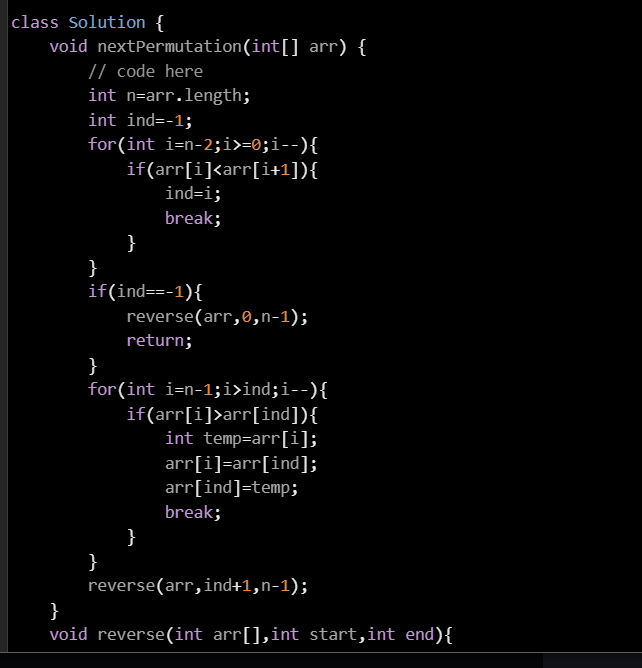 class Solution {
    void nextPermutation(int[] arr) {
        // code here
        int n=arr.length;
        int ind=-1;
        for(int i=n-2;i>=0;i--){
            if(arr[i]<arr[i+1]){
                ind=i;
                break;
            }
        }
        if(ind==-1){
            reverse(arr,0,n-1);
            return;
        }
        for(int i=n-1;i>ind;i--){
            if(arr[i]>arr[ind]){
                int temp=arr[i];
                arr[i]=arr[ind];
                arr[ind]=temp;
                break;
            }
        }
        reverse(arr,ind+1,n-1);
    }
    void reverse(int arr[],int start,int end){